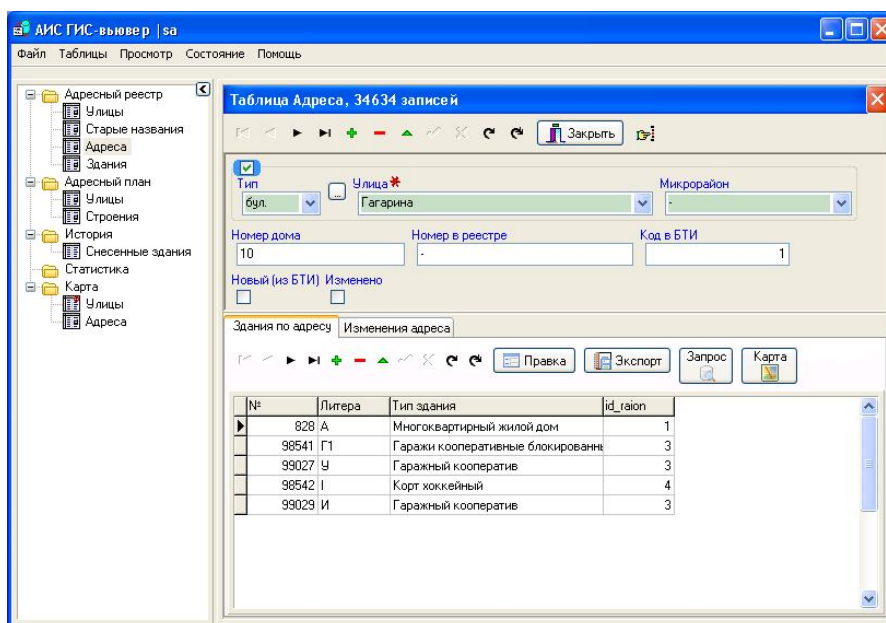 АИС ГИС-вьювер | sa
Файл Таблицы Просмотр Состояние Помощь
Адресный реестр
Улицы
Старые названия
Адреса
Здания
Адресный план
Улицы
Строения
История
Снесенные здания
Статистика
Карта
Улицы
Адреса
Таблица Адреса, 34634 записей
Закрыть
Тип Улица Микрорайон
бул. ... Гагарина -
Номер дома Номер в реестре Код в БТИ
10 - 1
Новый (из БТИ) Изменено
Здания по адресу Изменения адреса
Правка Экспорт Запрос Карта
№ Литера Тип здания id_raion
828 А Многоквартирный жилой дом 1
98541 Г1 Гаражи кооперативные блокированны 3
99027 У Гаражный кооператив 3
98542 I Корт хоккейный 4
99029 И Гаражный кооператив 3